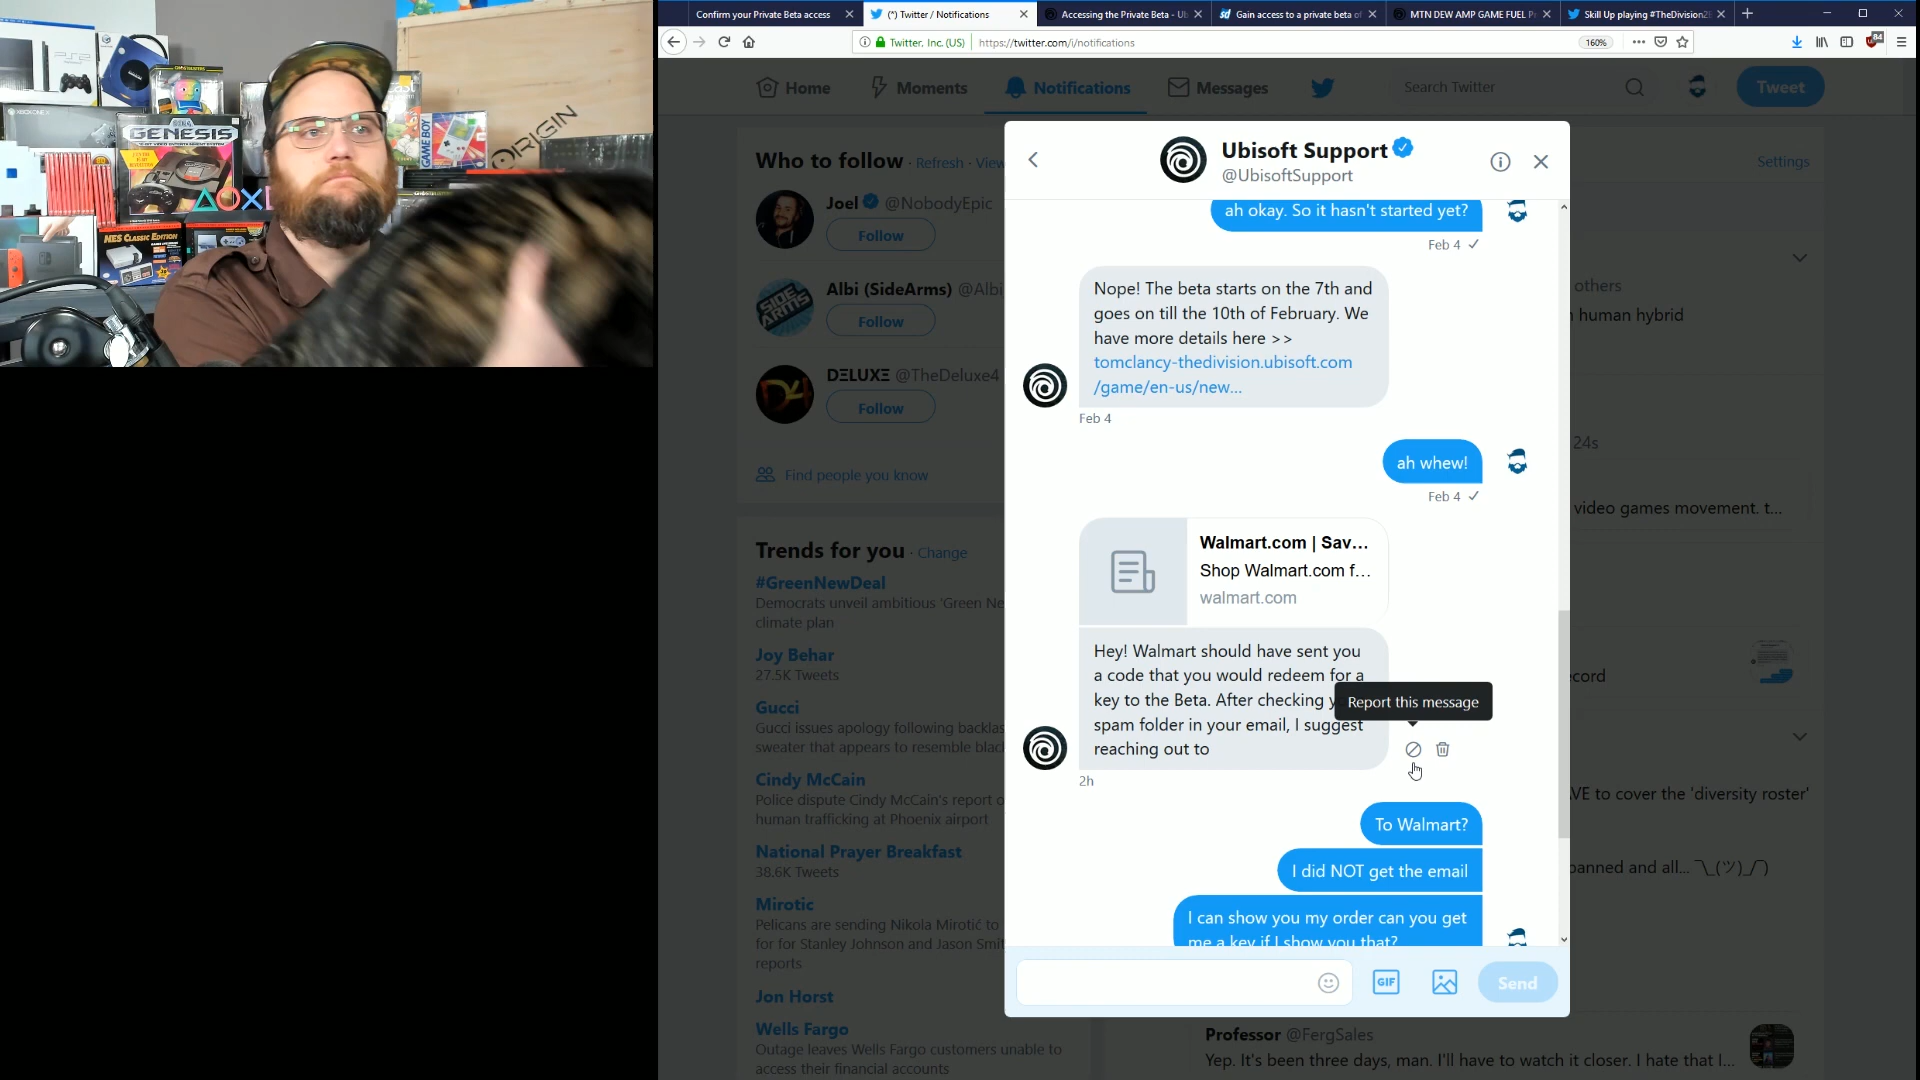 Confirm your Private Beta access
(*) Twitter / Notifications
Accessing the Private Beta - Ub
Gain access to a private beta of
MTN DEW AMP GAME FUEL P
Skill Up playing #TheDivision2
Twitter, Inc. (US)
https://twitter.com/i/notifications
160%
84
Home
Moments
Notifications
Messages
Search Twitter
Tweet
GENESIS
GAME BOY
ORIGIN
NES CLASSIC EDITION
Who to follow · Refresh · View
Joel @NobodyEpic
Follow
Albi (SideArms) @Albi
Follow
DΞLUXΞ @TheDeluxe4
Follow
Find people you know
Trends for you · Change
#GreenNewDeal
Democrats unveil ambitious 'Green Ne
climate plan
Joy Behar
27.5K Tweets
Gucci
Gucci issues apology following backlas
sweater that appears to resemble blac
Cindy McCain
Police dispute Cindy McCain's report o
human trafficking at Phoenix airport
National Prayer Breakfast
38.6K Tweets
Mirotic
Pelicans are sending Nikola Mirotić to
for for Stanley Johnson and Jason Smit
reports
Jon Horst
Wells Fargo
Outage leaves Wells Fargo customers unable to
access their financial accounts
Ubisoft Support
@UbisoftSupport
ah okay. So it hasn't started yet?
Feb 4
Nope! The beta starts on the 7th and
goes on till the 10th of February. We
have more details here >>
tomclancy-thedivision.ubisoft.com
/game/en-us/new...
Feb 4
ah whew!
Feb 4
Walmart.com | Sav...
Shop Walmart.com f...
walmart.com
Hey! Walmart should have sent you
a code that you would redeem for a
key to the Beta. After checking y
spam folder in your email, I suggest
reaching out to
Report this message
2h
To Walmart?
I did NOT get the email
I can show you my order can you get
me a key if I show you that?
GIF
Send
Settings
others
n human hybrid
24s
video games movement. t...
ecord
VE to cover the 'diversity roster'
banned and all... ¯\_(ツ)_/¯)
Professor @FergSales
Yep. It's been three days, man. I'll have to watch it closer. I hate that I...